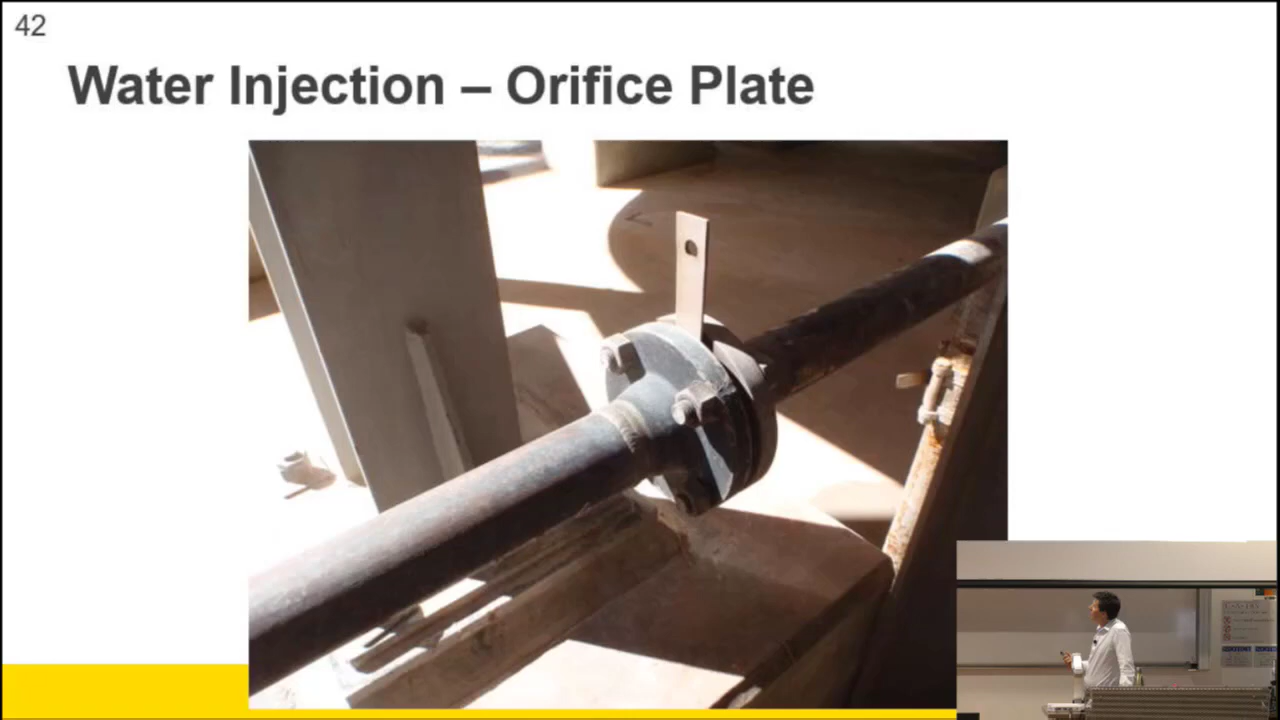 42
Water Injection – Orifice Plate